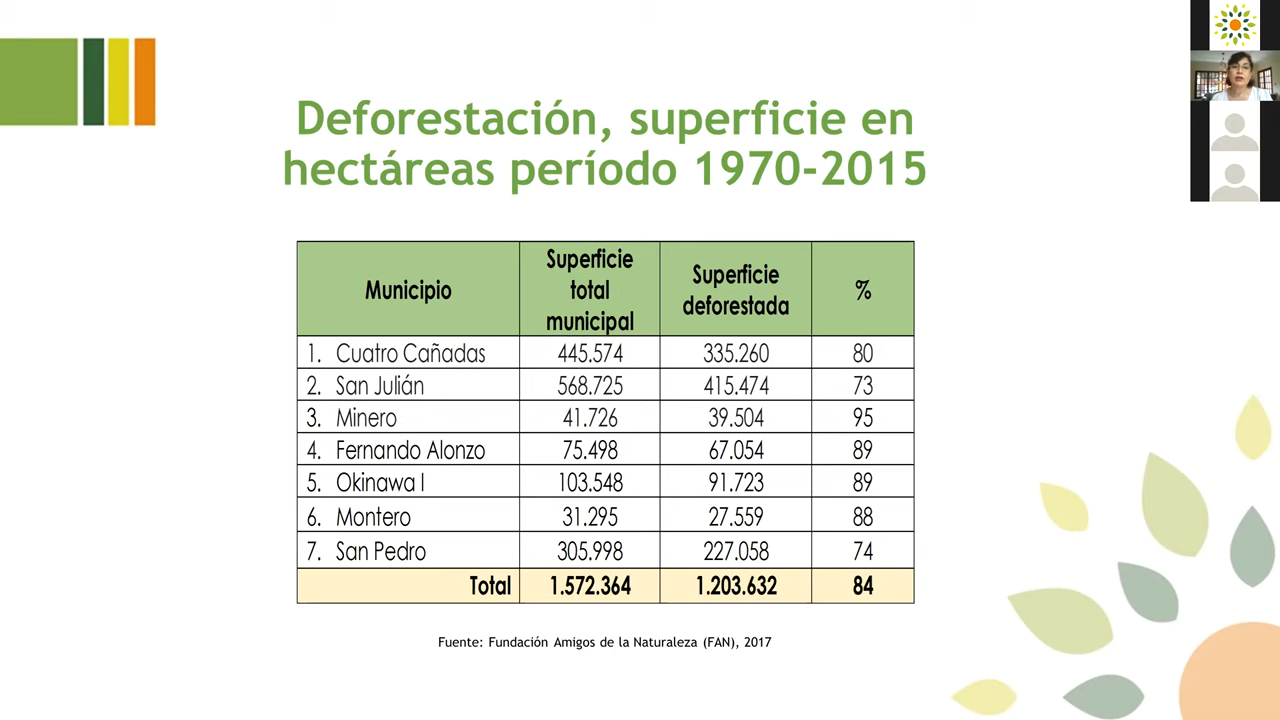 Deforestación, superficie en
hectáreas período 1970-2015
Municipio Superficie total municipal Superficie deforestada %
1. Cuatro Cañadas 445.574 335.260 80
2. San Julián 568.725 415.474 73
3. Minero 41.726 39.504 95
4. Fernando Alonzo 75.498 67.054 89
5. Okinawa I 103.548 91.723 89
6. Montero 31.295 27.559 88
7. San Pedro 305.998 227.058 74
Total 1.572.364 1.203.632 84
Fuente: Fundación Amigos de la Naturaleza (FAN), 2017